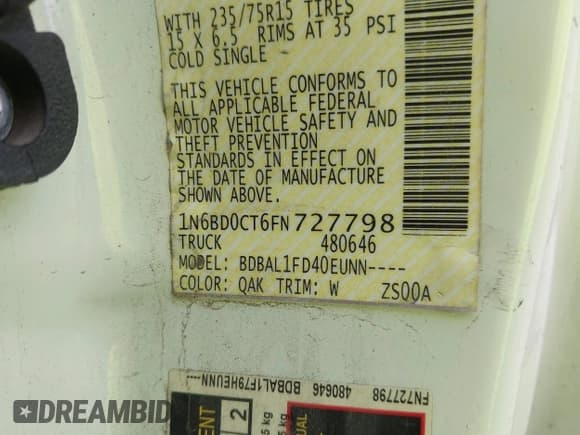 WITH 235/75R15 TIRES
15 X 6.5 RIMS AT 35 PSI
COLD SINGLE
THIS VEHICLE CONFORMS TO
ALL APPLICABLE FEDERAL
MOTOR VEHICLE SAFETY AND
THEFT PREVENTION
STANDARDS IN EFFECT ON
THE DATE OF MANUFACTURE
SHOWN ABOVE.
1N6BD0CT6FN727798
TRUCK 480646
MODEL: BDBAL1FD40EUNN----
COLOR: QAK TRIM: W ZS00A
FN727798
480646 BDBAL1F79HEUNN----
2
DREAMBID